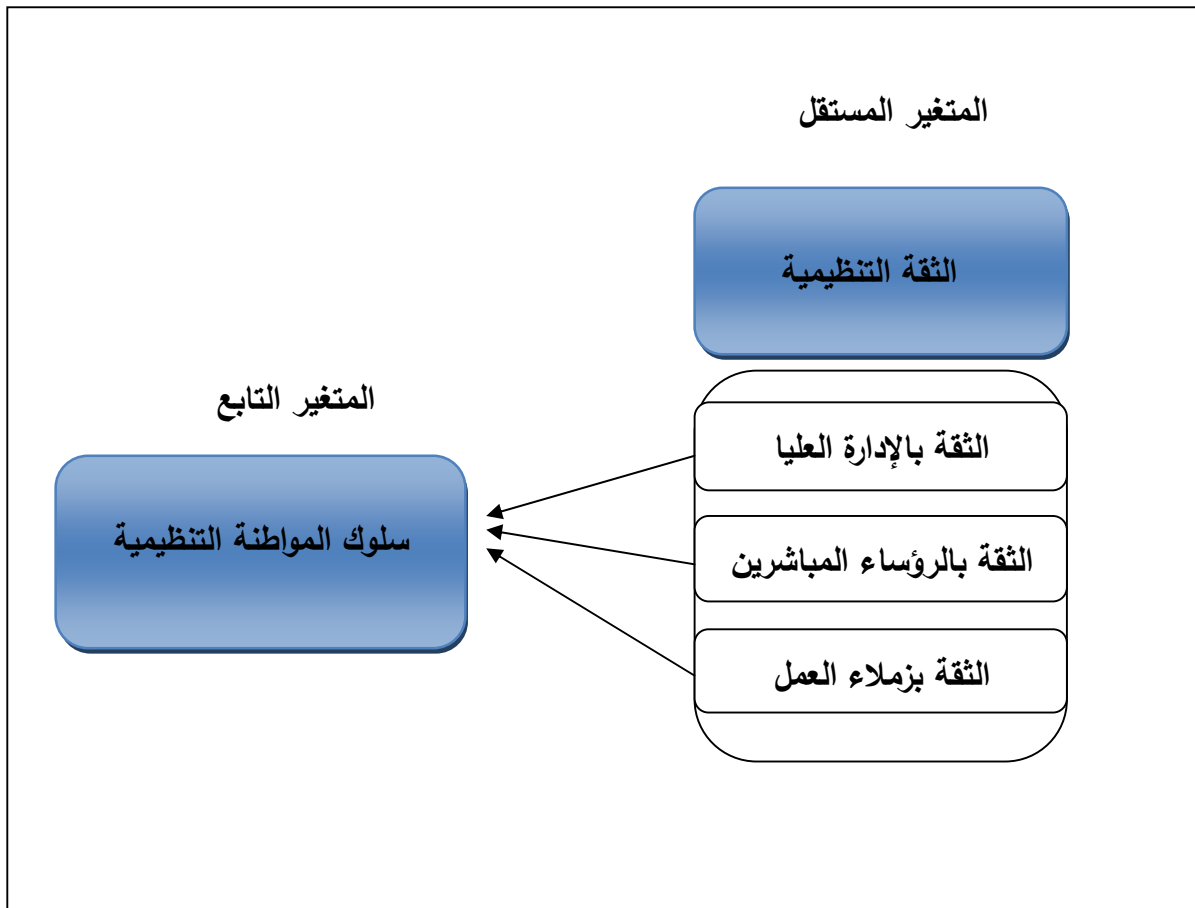 المتغير المستقل
الثقة التنظيمية
المتغير التابع
الثقة بالإدارة العليا
سلوك المواطنة التنظيمية
الثقة بالرؤساء المباشرين
الثقة بزملاء العمل